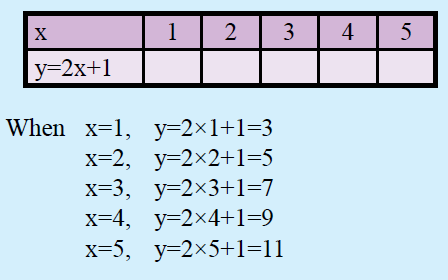 x 1 2 3 4 5
y=2x+1
When x=1, y=2×1+1=3
x=2, y=2×2+1=5
x=3, y=2×3+1=7
x=4, y=2×4+1=9
x=5, y=2×5+1=11